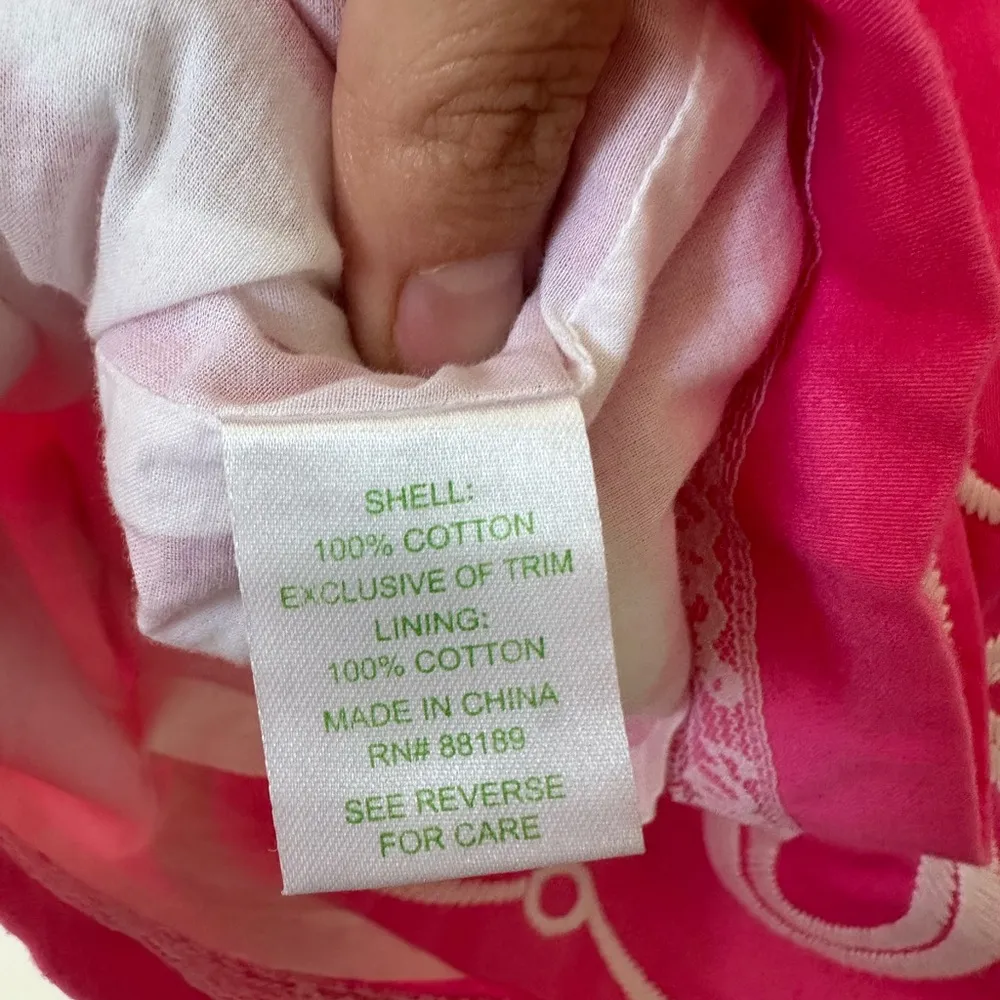 SHELL:
100% COTTON
EXCLUSIVE OF TRIM
LINING:
100% COTTON
MADE IN CHINA
RN# 88189
SEE REVERSE
FOR CARE